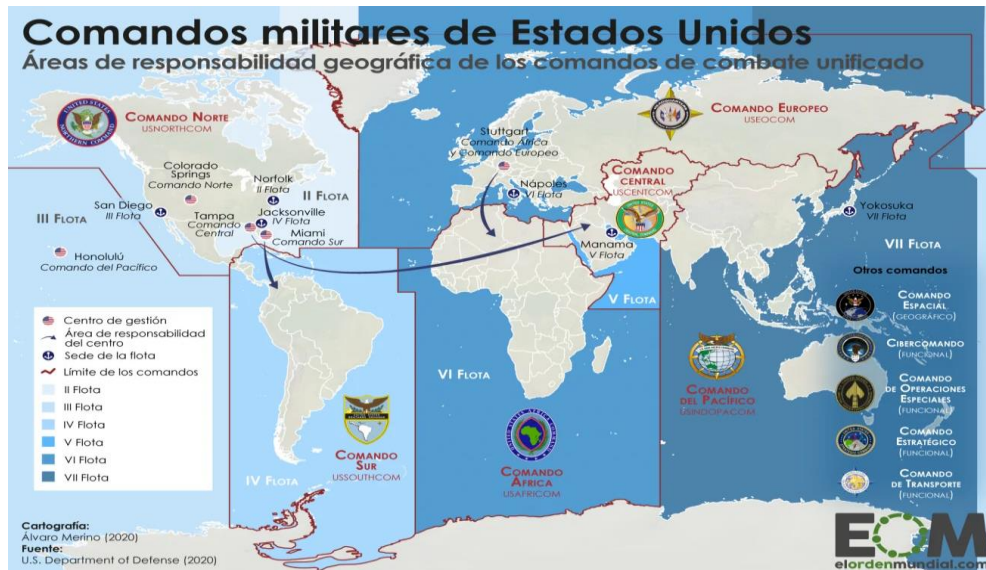 Comandos militares de Estados Unidos
Áreas de responsabilidad geográfica de los comandos de combate unificado
Comando Norte
USNORTHCOM
Comando Europeo
USEOCOM
Stuttgart
Comando África
y Comando Europeo
Comando
central
USCENTCOM
Colorado
Springs
Comando Norte
Norfolk
II Flota
II Flota
San Diego
III Flota
III Flota
Tampa
Comando
Central
Jacksonville
IV Flota
Miami
Comando Sur
Nápoles
VI Flota
Manama
V Flota
Yokosuka
VII Flota
Honolulú
Comando del Pacífico
VII Flota
V Flota
VI Flota
IV Flota
Otros comandos
Comando
Espacial
(geográfico)
Cibercomando
(funcional)
Comando
de Operaciones
Especiales
(funcional)
Comando
Estratégico
(funcional)
Comando
de Transporte
(funcional)
Comando
del Pacífico
USINDOPACOM
Comando
Sur
USSOUTHCOM
Comando
África
USAFRICOM
Centro de gestión
Área de responsabilidad
del centro
Sede de la flota
Límite de los comandos
II Flota
III Flota
IV Flota
V Flota
VI Flota
VII Flota
Cartografía:
Álvaro Merino (2020)
Fuente:
U.S. Department of Defense (2020)
EOM
elordenmundial.com